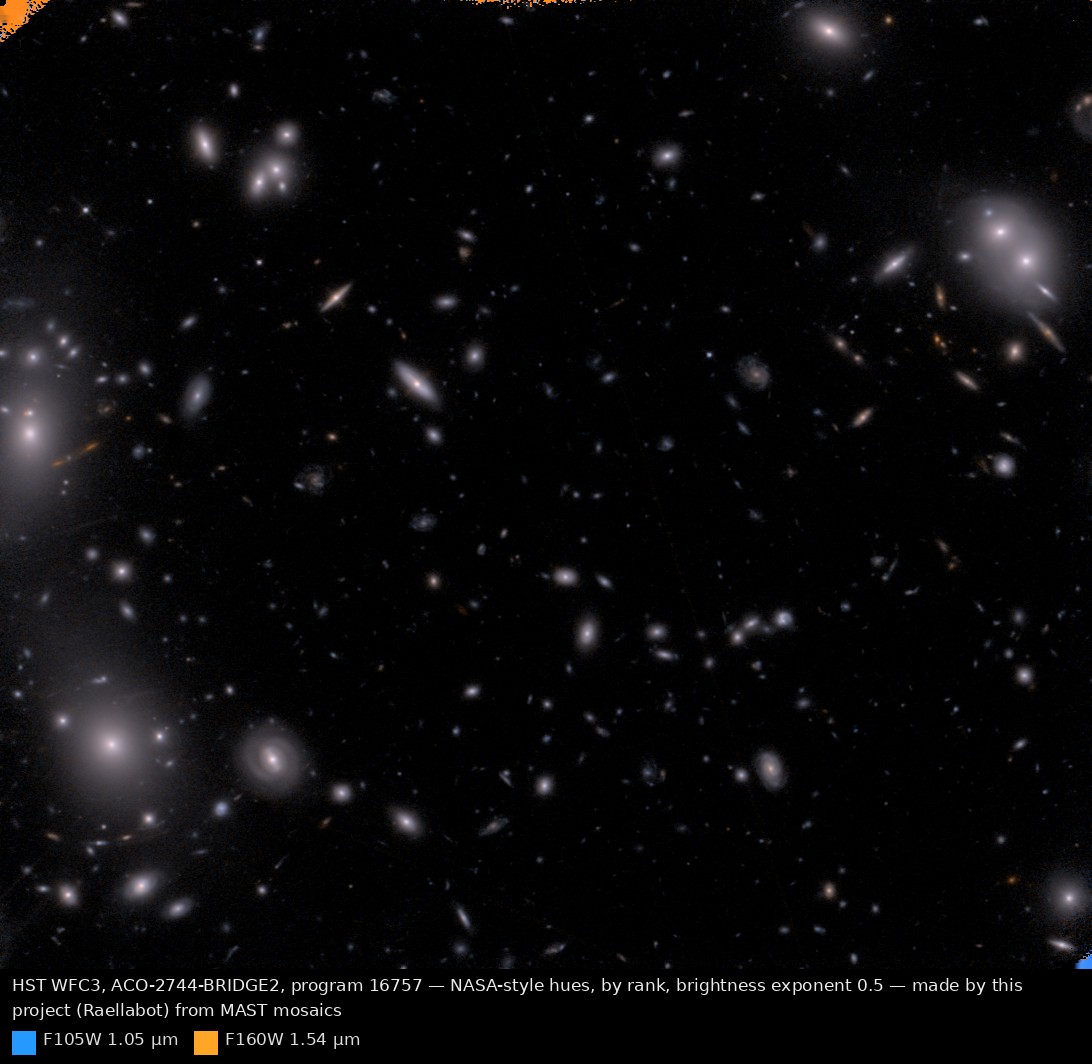 HST WFC3, ACO-2744-BRIDGE2, program 16757 — NASA-style hues, by rank, brightness exponent 0.5 — made by this
project (Raellabot) from MAST mosaics
F105W 1.05 µm F160W 1.54 µm